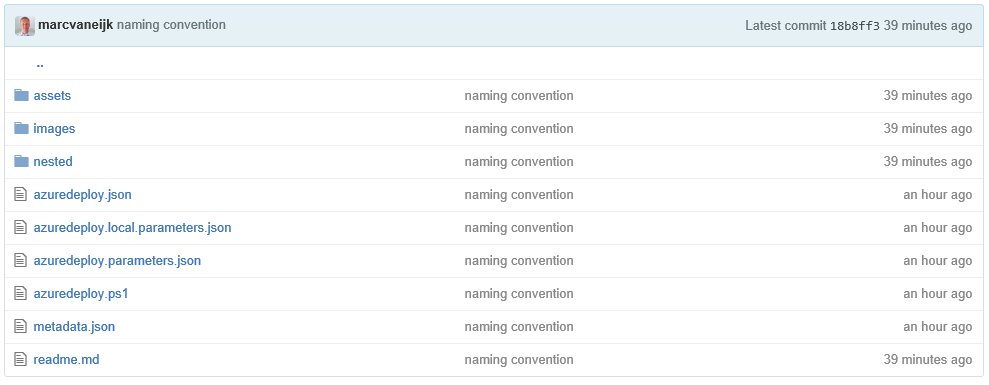 marcvaneijk naming convention Latest commit 18b8ff3 39 minutes ago
..
assets naming convention 39 minutes ago
images naming convention 39 minutes ago
nested naming convention 39 minutes ago
azuredeploy.json naming convention an hour ago
azuredeploy.local.parameters.json naming convention an hour ago
azuredeploy.parameters.json naming convention an hour ago
azuredeploy.ps1 naming convention an hour ago
metadata.json naming convention an hour ago
readme.md naming convention 39 minutes ago